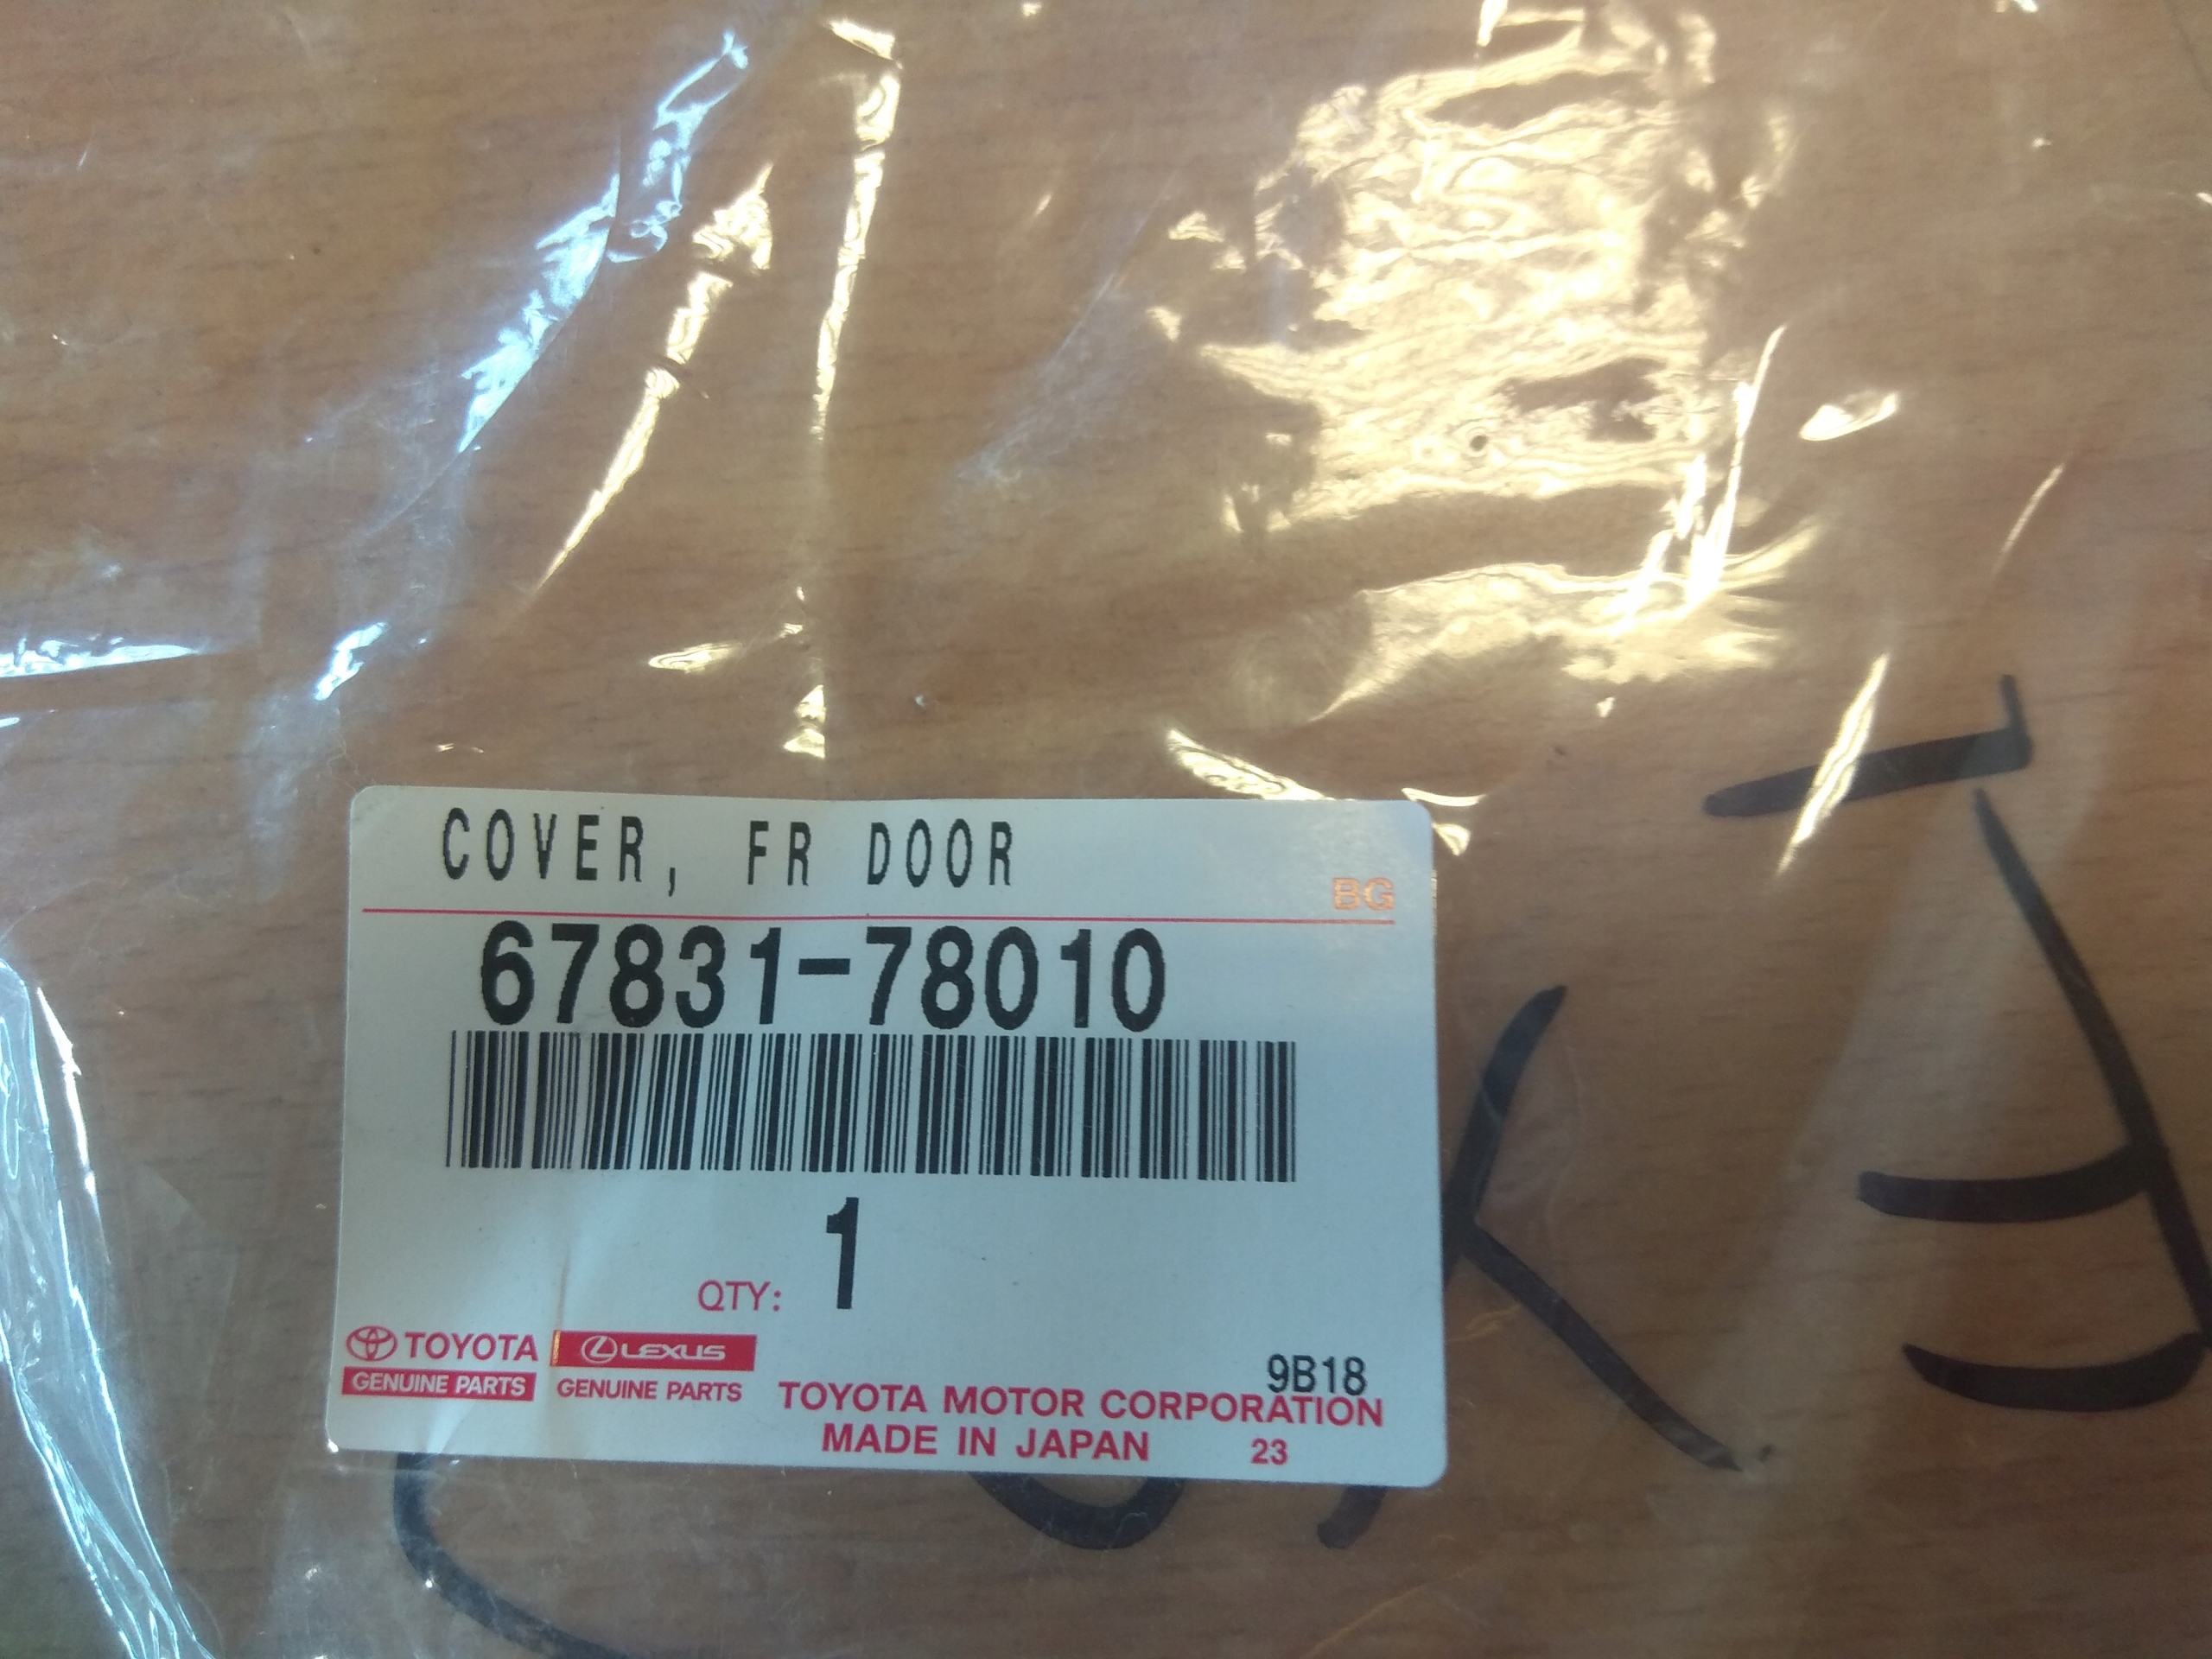 COVER, FR DOOR
BG
67831-78010
1
QTY:
TOYOTA
GENUINE PARTS
LEXUS
GENUINE PARTS
9B18
TOYOTA MOTOR CORPORATION
MADE IN JAPAN 23